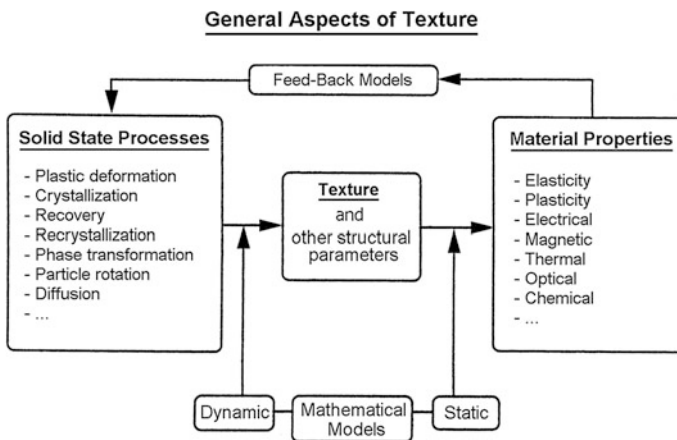 General Aspects of Texture
Feed-Back Models
Solid State Processes
- Plastic deformation
- Crystallization
- Recovery
- Recrystallization
- Phase transformation
- Particle rotation
- Diffusion
- ...
Texture
and
other structural
parameters
Material Properties
- Elasticity
- Plasticity
- Electrical
- Magnetic
- Thermal
- Optical
- Chemical
- ...
Dynamic
Mathematical
Models
Static